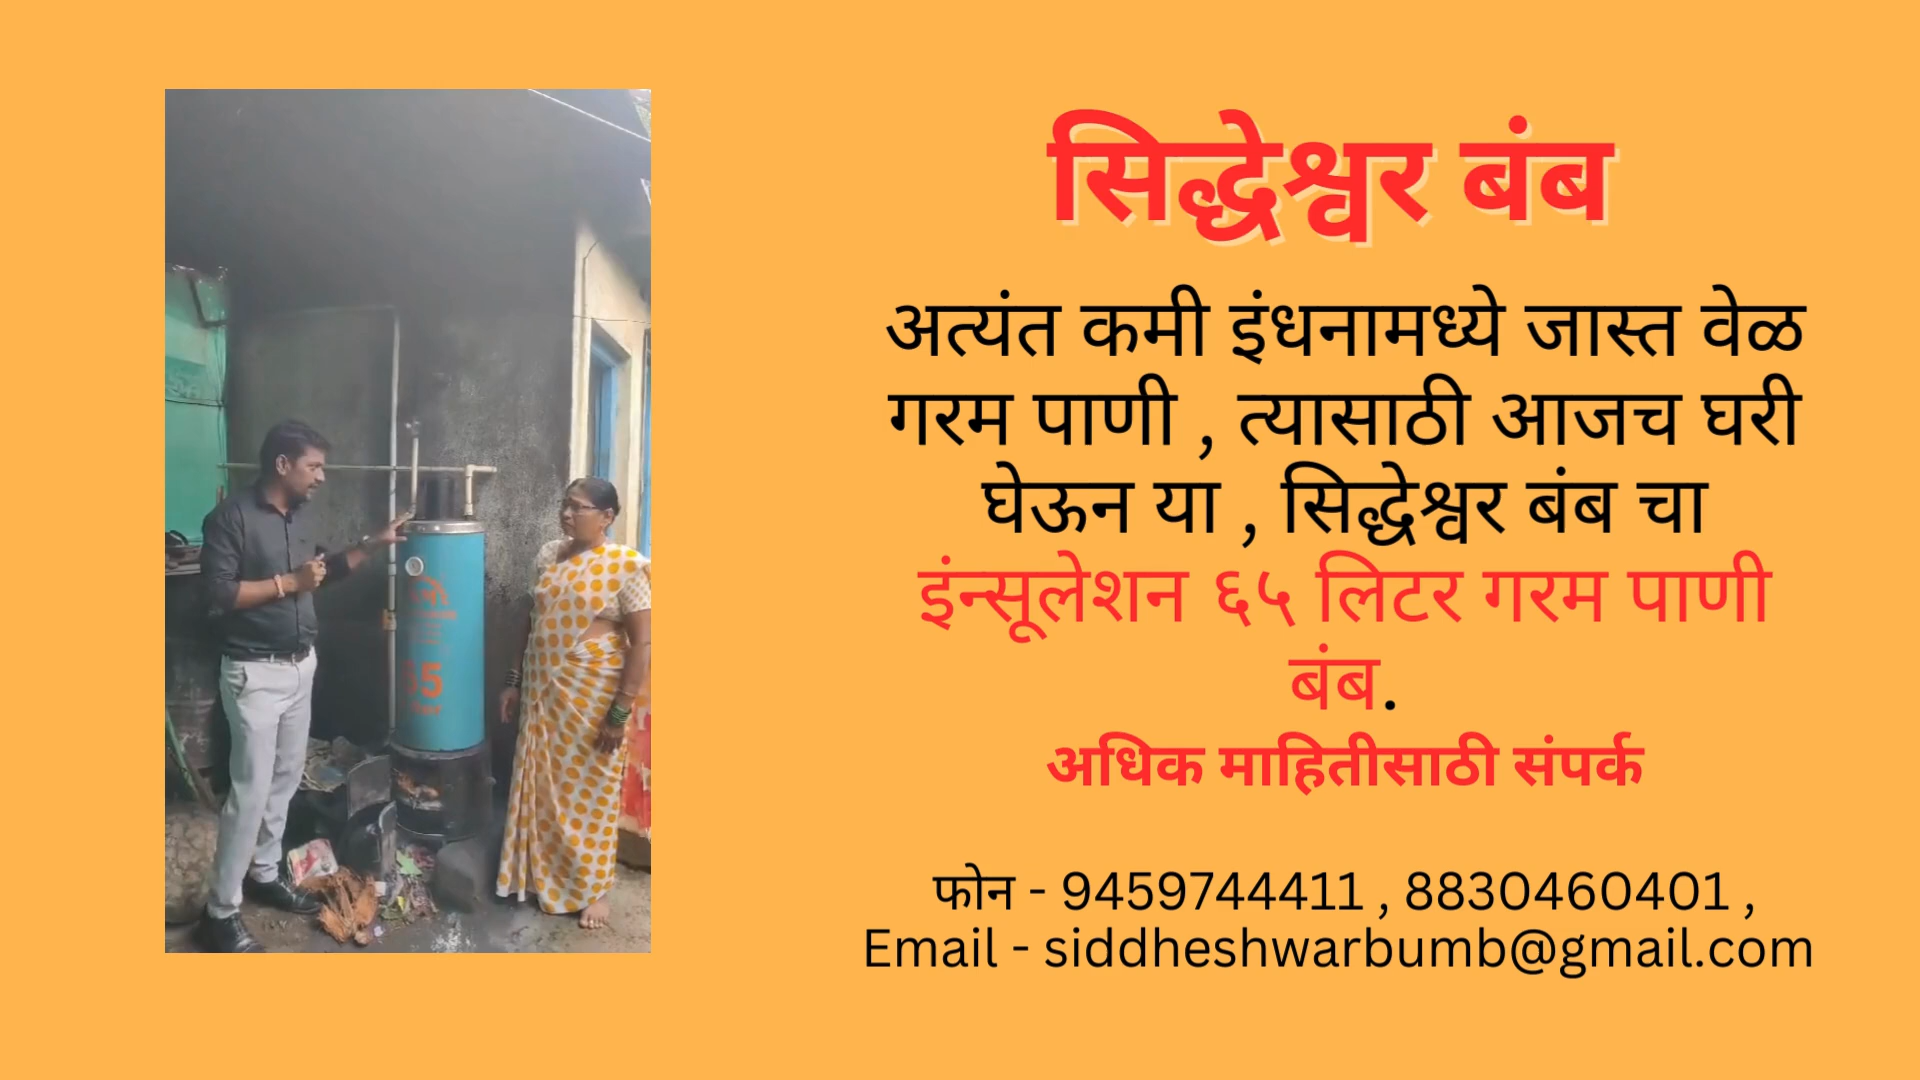 सिद्धेश्वर बंब
अत्यंत कमी इंधनामध्ये जास्त वेळ
गरम पाणी , त्यासाठी आजच घरी
घेऊन या , सिद्धेश्वर बंब चा
इंन्सूलेशन ६५ लिटर गरम पाणी
बंब.
अधिक माहितीसाठी संपर्क
फोन - 9459744411 , 8830460401 ,
Email - siddheshwarbumb@gmail.com